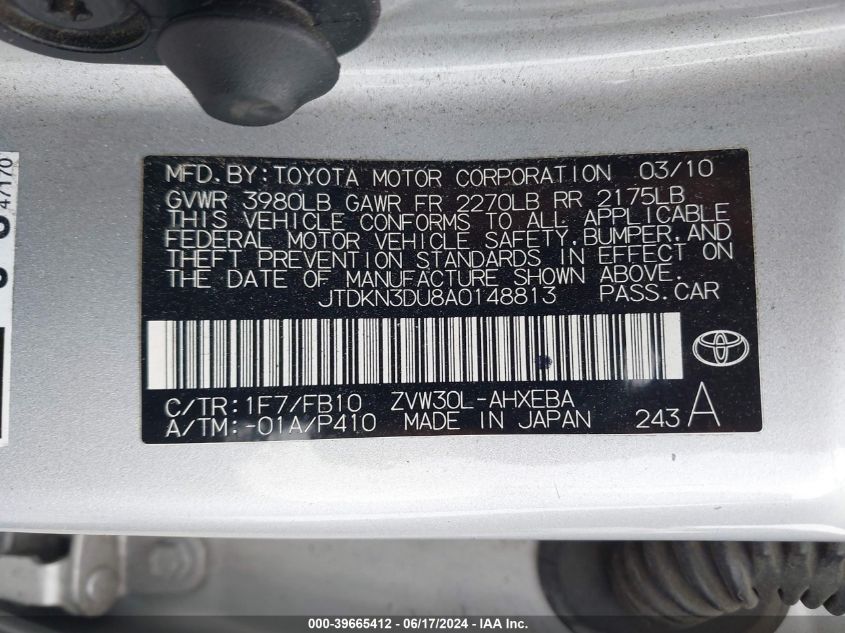 MFD.BY:TOYOTA MOTOR CORPORATION 03/10
GVWR 3980LB GAWR FR 2270LB RR 2175LB
THIS VEHICLE CONFORMS TO ALL APPLICABLE
FEDERAL MOTOR VEHICLE SAFETY,BUMPER,AND
THEFT PREVENTION STANDARDS IN EFFECT ON
THE DATE OF MANUFACTURE SHOWN ABOVE.
JTDKN3DU8A0148813 PASS.CAR
C/TR:1F7/FB10 ZVW30L-AHXEBA
A/TM:-01A/P410 MADE IN JAPAN 243 A
47170
000-39665412 - 06/17/2024 - IAA Inc.